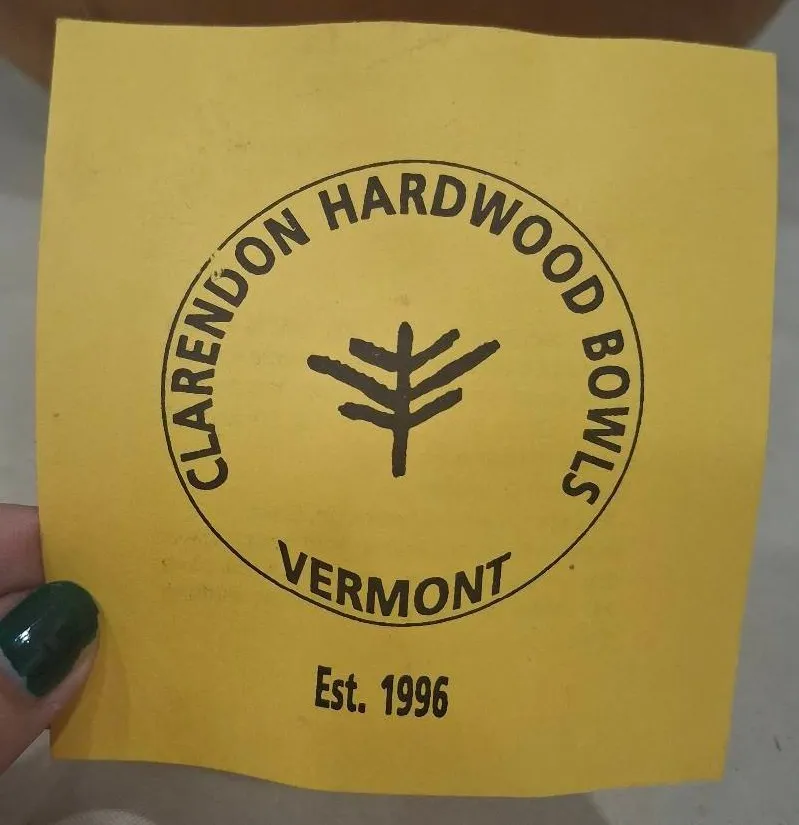 CLARENDON HARDWOOD BOWLS
VERMONT
Est. 1996